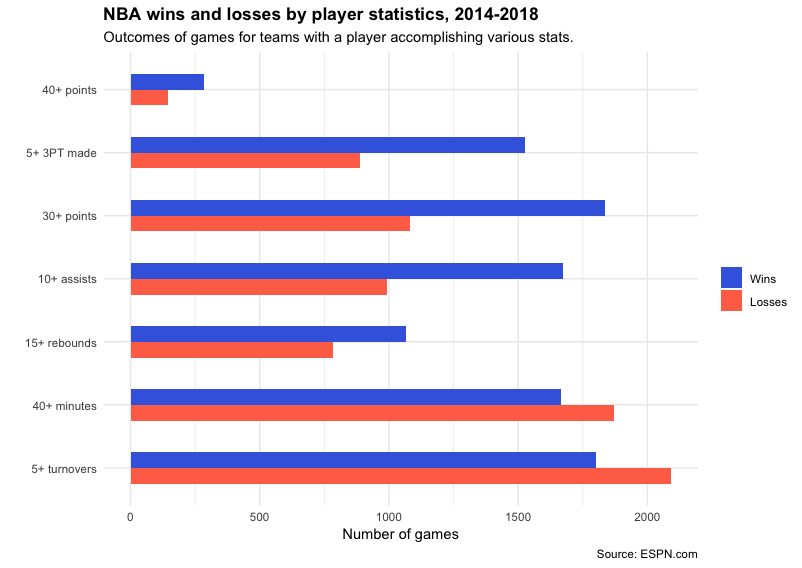 NBA wins and losses by player statistics, 2014-2018
Outcomes of games for teams with a player accomplishing various stats.
40+ points
5+ 3PT made
30+ points
10+ assists
15+ rebounds
40+ minutes
5+ turnovers
Wins
Losses
0 500 1000 1500 2000
Number of games
Source: ESPN.com